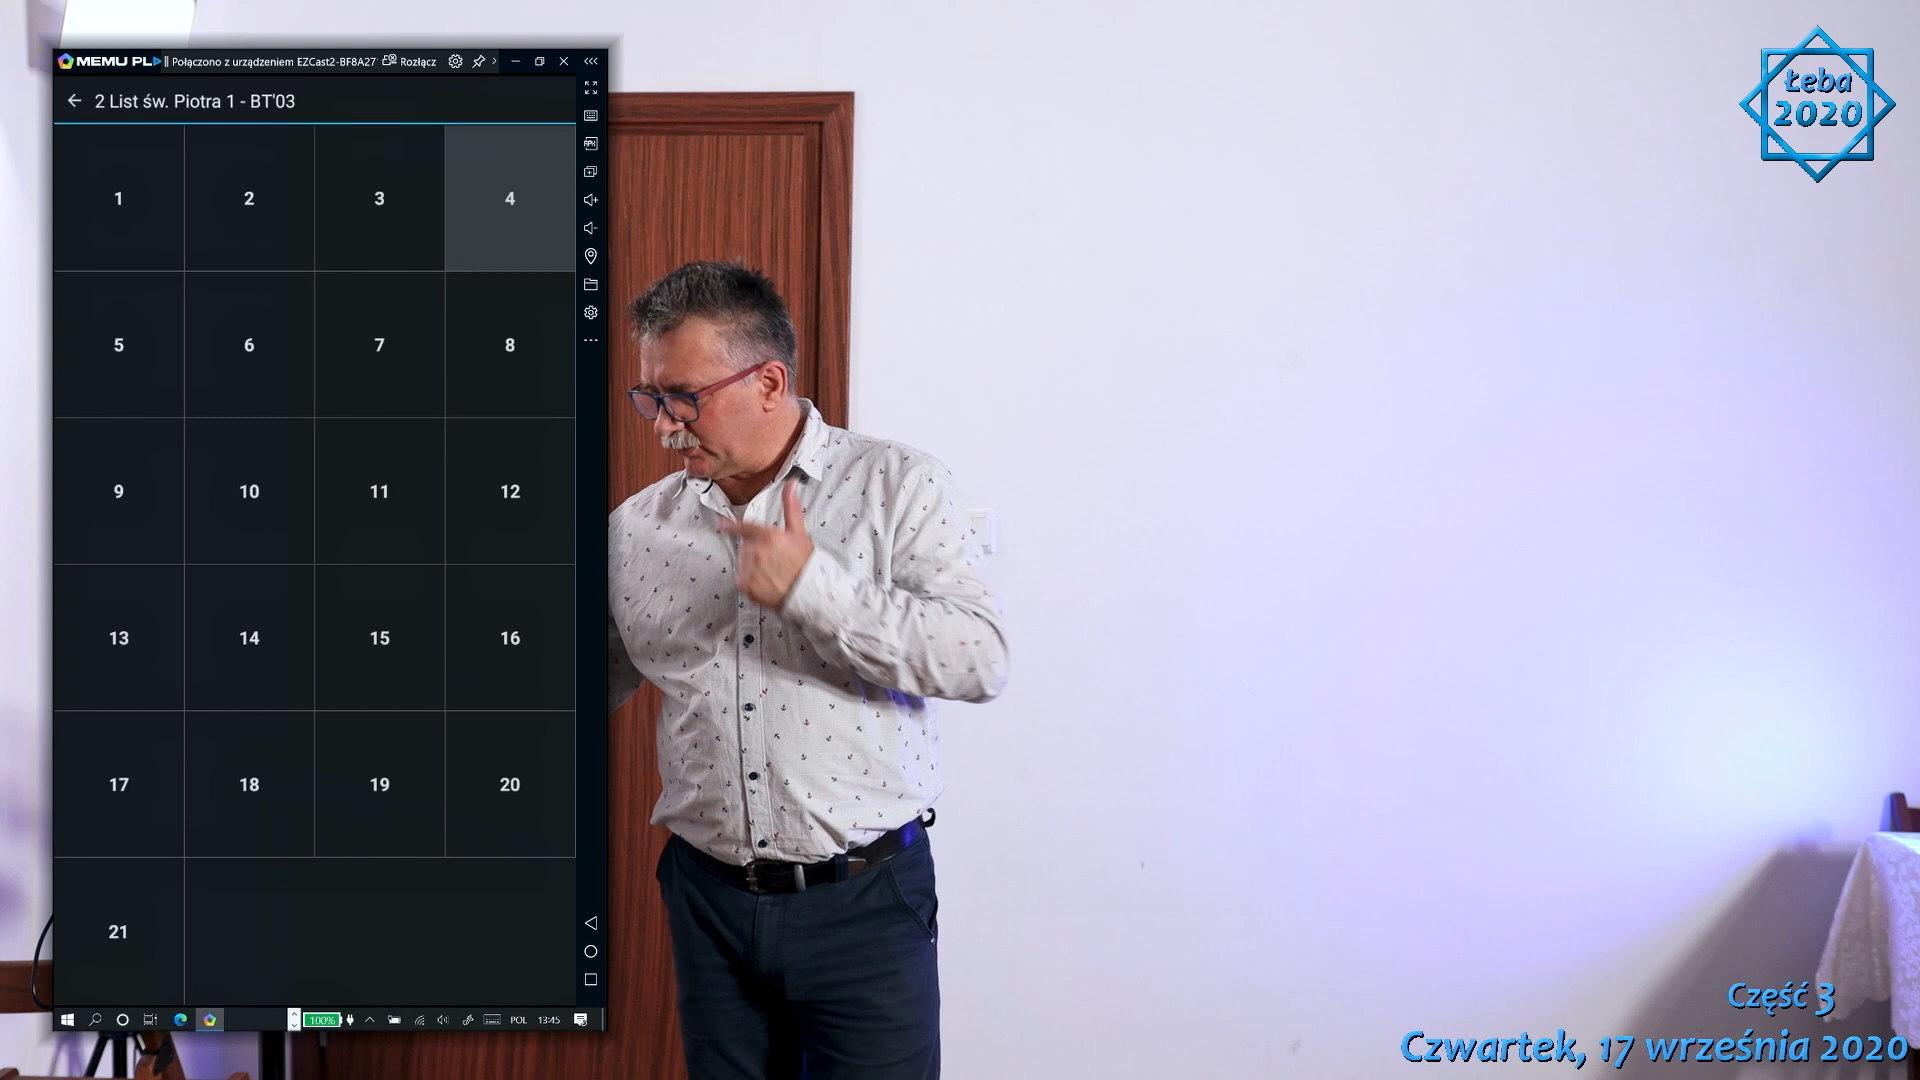 MEMU PL
Połączono z urządzeniem EZCast2-BF8A27
Rozłącz
2 List św. Piotra 1 - BT'03
1 2 3 4
5 6 7 8
9 10 11 12
13 14 15 16
17 18 19 20
21
100%
POL
13:45
Łeba
2020
Część 3
Czwartek, 17 września 2020